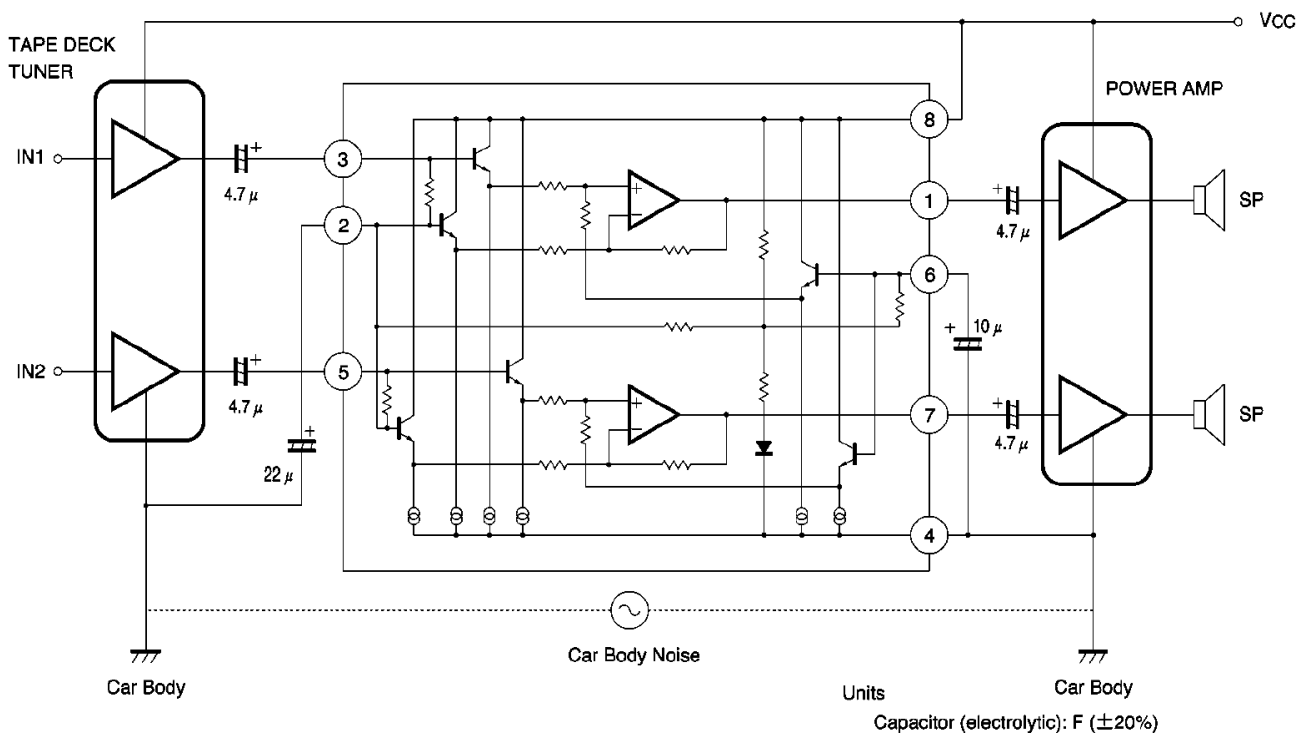 VCC
TAPE DECK
TUNER
POWER AMP
8
IN1
+
3
4.7 μ
+
−
1
+
4.7 μ
SP
2
6
+
10 μ
IN2
+
5
4.7 μ
+
−
7
+
4.7 μ
SP
+
22 μ
4
Car Body Noise
Car Body
Car Body
Units
Capacitor (electrolytic): F (±20%)